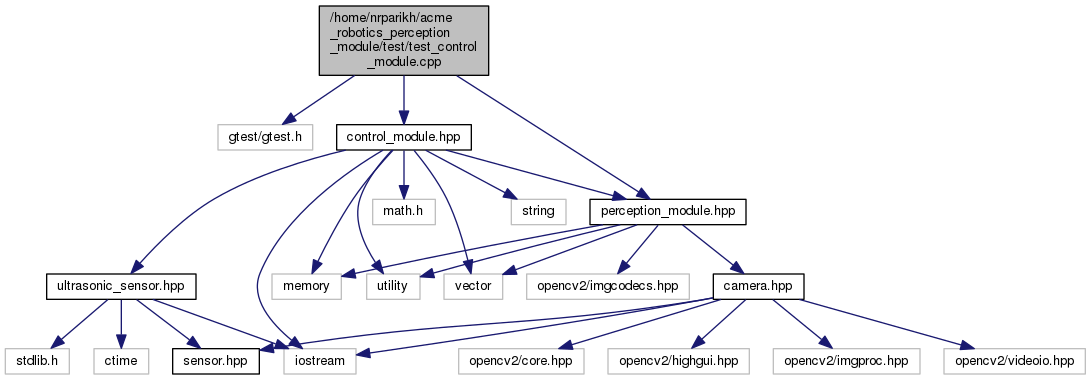 /home/nrparikh/acme
_robotics_perception
_module/test/test_control
_module.cpp
gtest/gtest.h
control_module.hpp
math.h
string
perception_module.hpp
ultrasonic_sensor.hpp
memory
utility
vector
opencv2/imgcodecs.hpp
camera.hpp
stdlib.h
ctime
sensor.hpp
iostream
opencv2/core.hpp
opencv2/highgui.hpp
opencv2/imgproc.hpp
opencv2/videoio.hpp